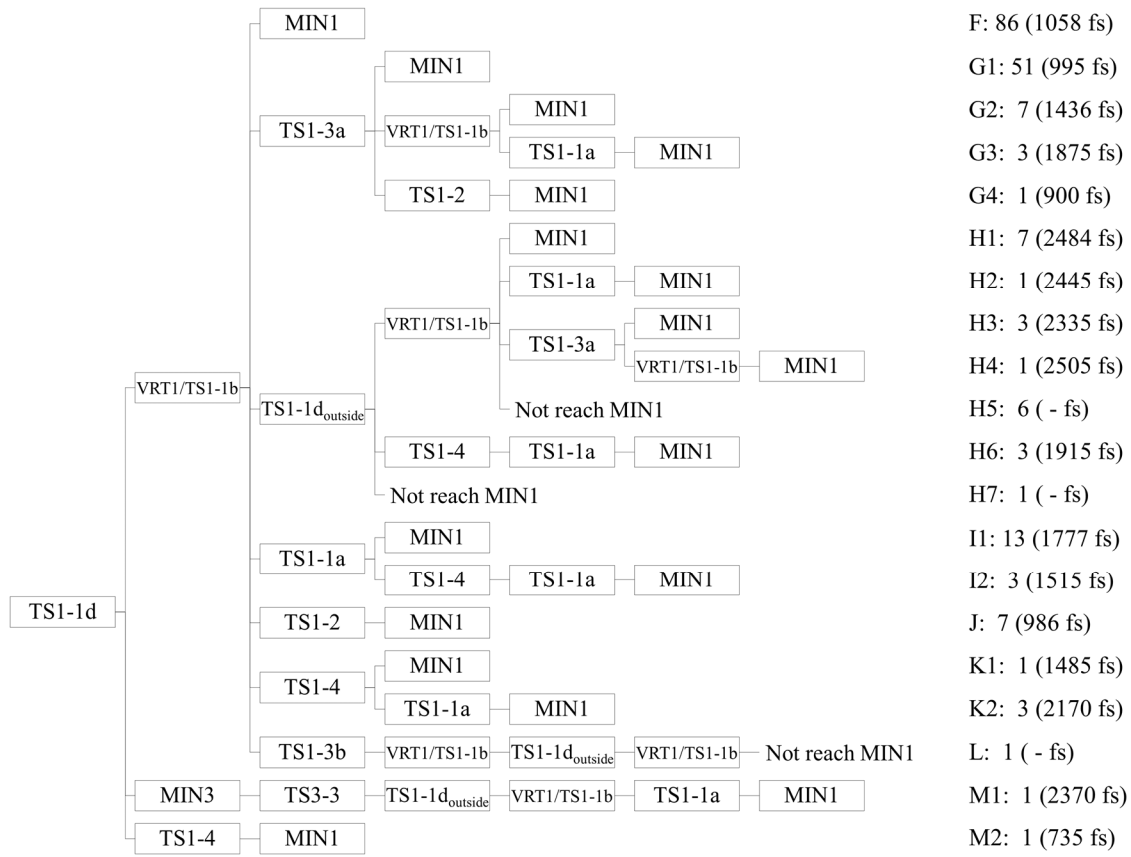 MIN1 F: 86 (1058 fs)
MIN1 G1: 51 (995 fs)
MIN1 G2: 7 (1436 fs)
TS1-3a VRT1/TS1-1b
TS1-1a MIN1 G3: 3 (1875 fs)
TS1-2 MIN1 G4: 1 (900 fs)
MIN1 H1: 7 (2484 fs)
TS1-1a MIN1 H2: 1 (2445 fs)
VRT1/TS1-1b MIN1 H3: 3 (2335 fs)
TS1-3a
VRT1/TS1-1b MIN1 H4: 1 (2505 fs)
VRT1/TS1-1b
TS1-1doutside Not reach MIN1 H5: 6 ( - fs)
TS1-4 TS1-1a MIN1 H6: 3 (1915 fs)
Not reach MIN1 H7: 1 ( - fs)
MIN1 I1: 13 (1777 fs)
TS1-1a
TS1-4 TS1-1a MIN1 I2: 3 (1515 fs)
TS1-1d
TS1-2 MIN1 J: 7 (986 fs)
MIN1 K1: 1 (1485 fs)
TS1-4
TS1-1a MIN1 K2: 3 (2170 fs)
TS1-3b VRT1/TS1-1b TS1-1doutside VRT1/TS1-1b Not reach MIN1 L: 1 ( - fs)
MIN3 TS3-3 TS1-1doutside VRT1/TS1-1b TS1-1a MIN1 M1: 1 (2370 fs)
TS1-4 MIN1 M2: 1 (735 fs)